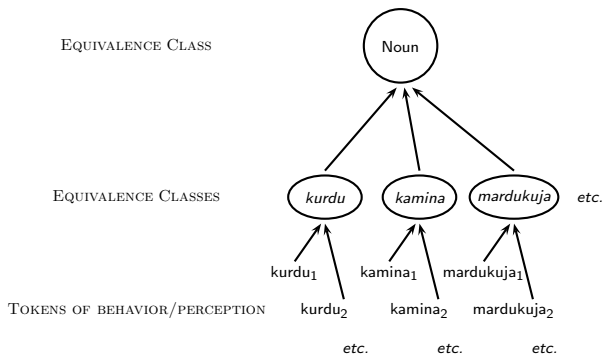 EQUIVALENCE CLASS Noun
EQUIVALENCE CLASSES kurdu kamina mardukuja etc.
kurdu1 kamina1 mardukuja1
TOKENS OF BEHAVIOR/PERCEPTION kurdu2 kamina2 mardukuja2
etc. etc. etc.